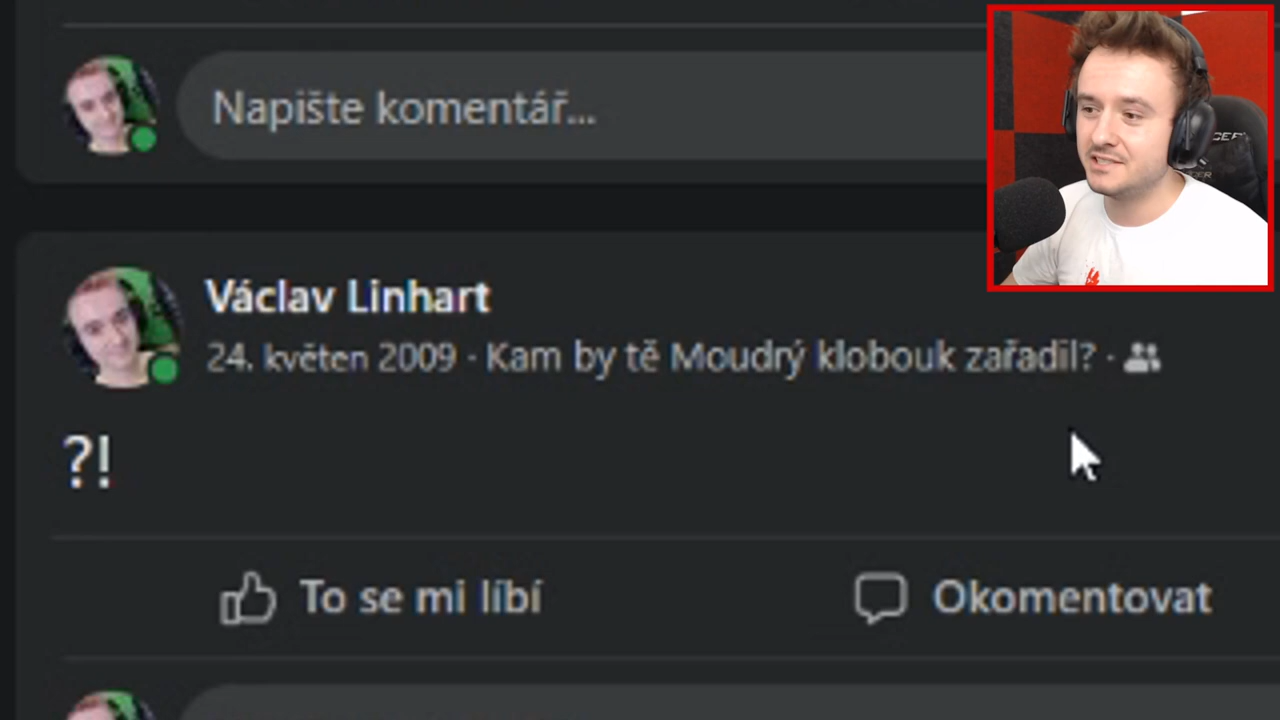 Napište komentář...
Václav Linhart
24. květen 2009 · Kam by tě Moudrý klobouk zařadil? ·
?!
To se mi líbí
Okomentovat